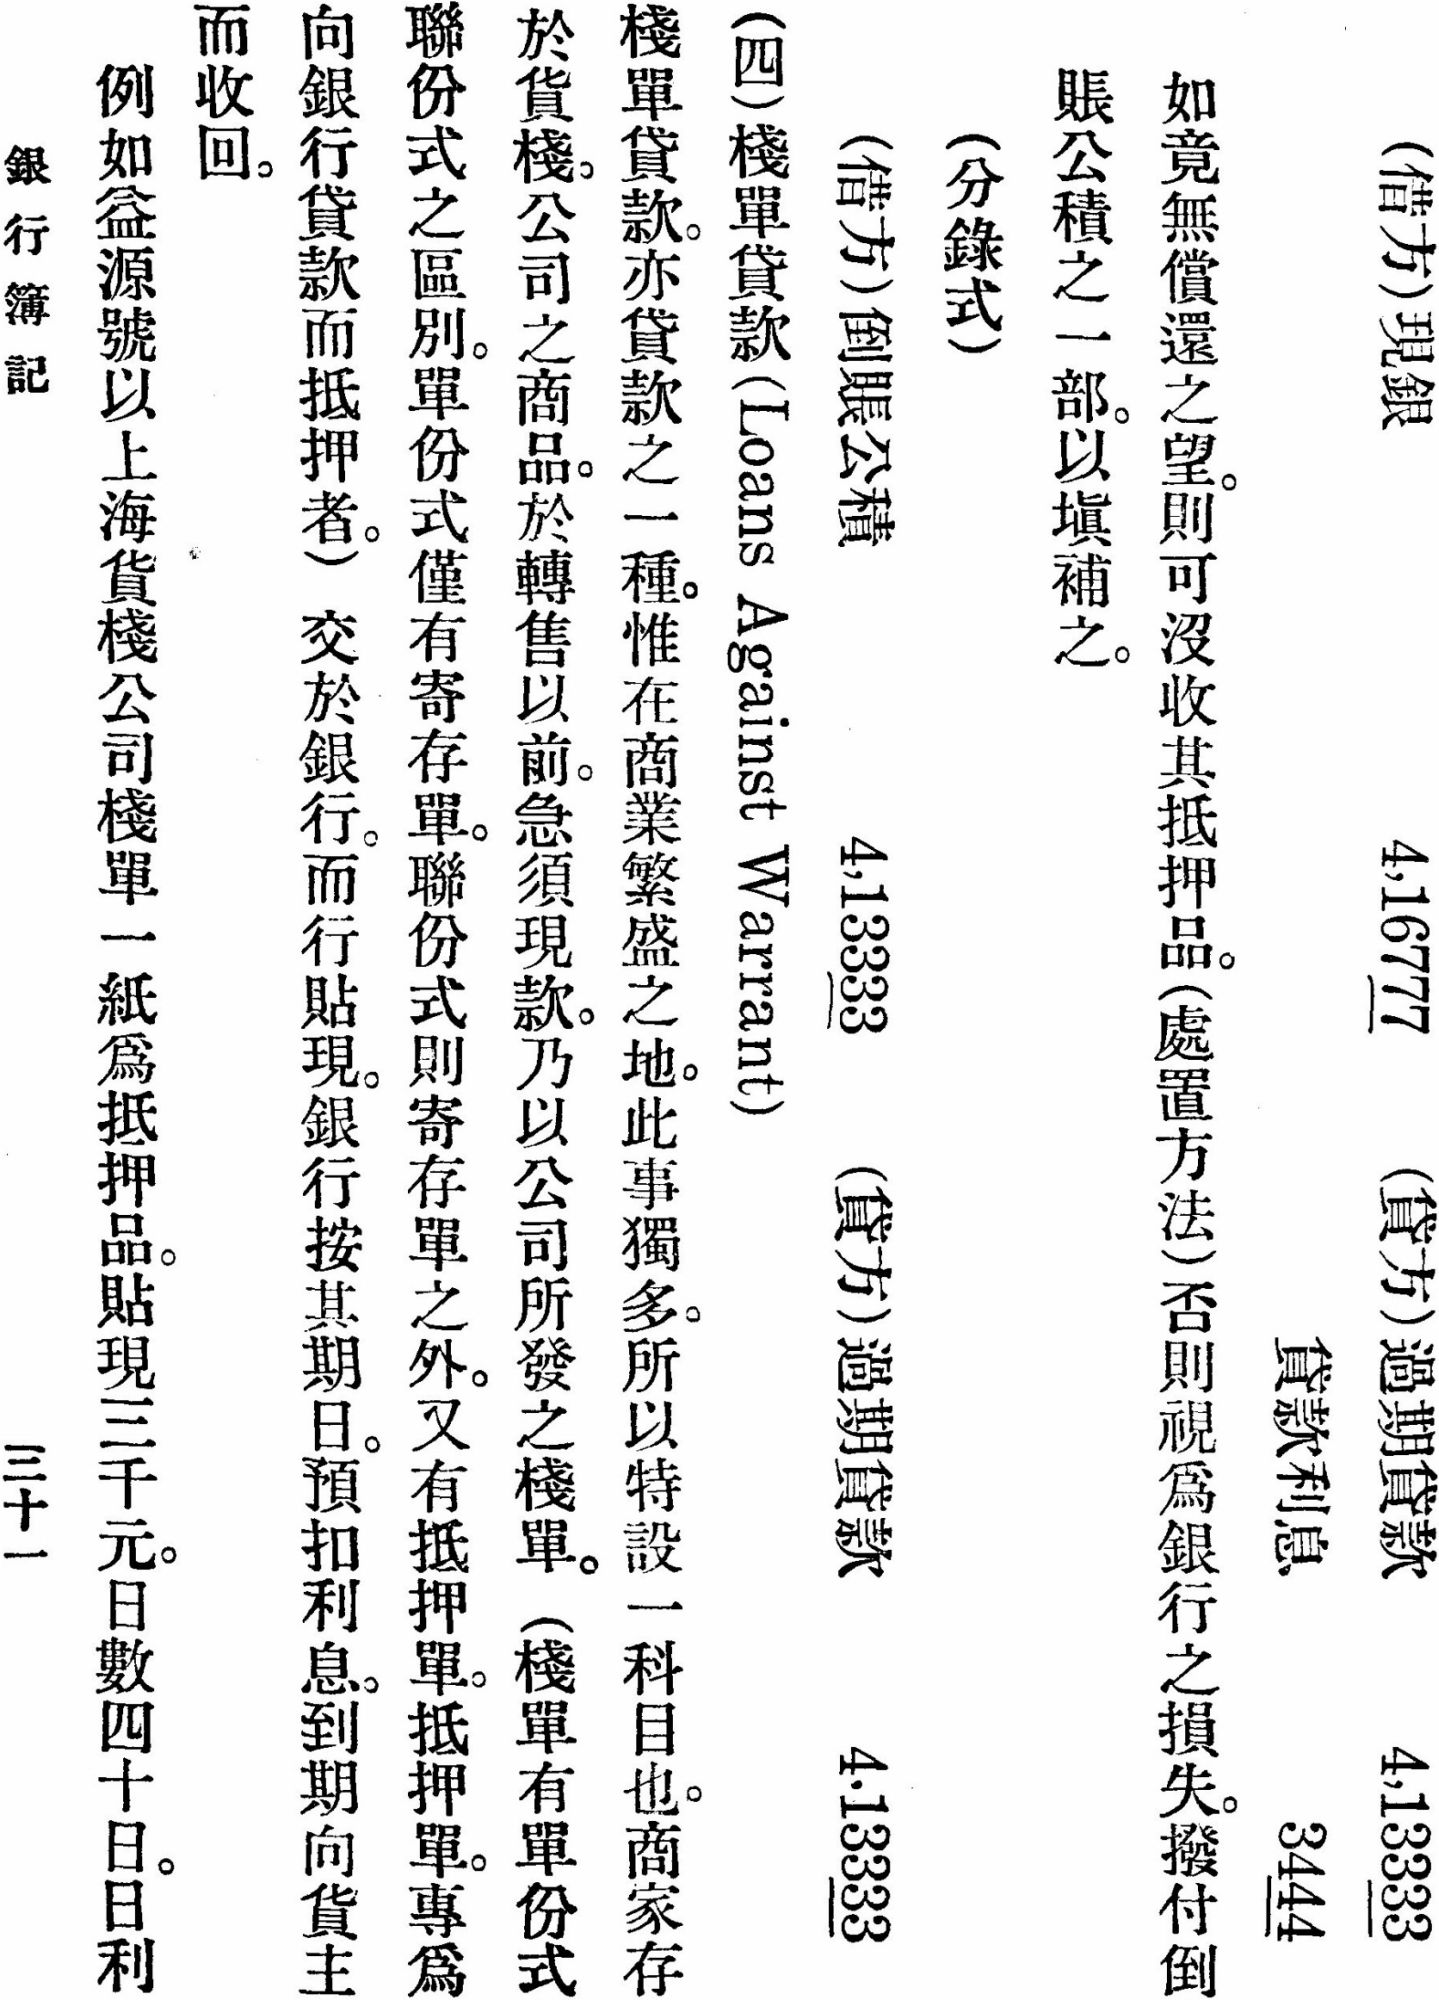 (借方)現銀 4,16777 (貸方)過期貸款 4,13333
貸款利息 3444
如竟無償還之望。則可沒收其抵押品。(處置方法)否則視爲銀行之損失。撥付倒
賬公積之一部。以塡補之。
(分錄式)
(借方)倒賬公積 4,13333 (貸方)過期貸款 4.13333
(四)棧單貸款(Loans Against Warrant)
棧單貸款。亦貸款之一種。惟在商業繁盛之地。此事獨多。所以特設一科目也。商家存
於貨棧。公司之商品。於轉售以前。急須現款。乃以公司所發之棧單。(棧單有單份式
聯份式之區別。單份式僅有寄存單。聯份式則寄存單之外。又有抵押單。抵押單。專爲
向銀行貸款而抵押者。)交於銀行。而行貼現。銀行按其期日。預扣利息。到期向貨主
而收回。
例如益源號以上海貨棧公司棧單一紙爲抵押品。貼現三千元。日數四十日。日利
銀行簿記 三十一